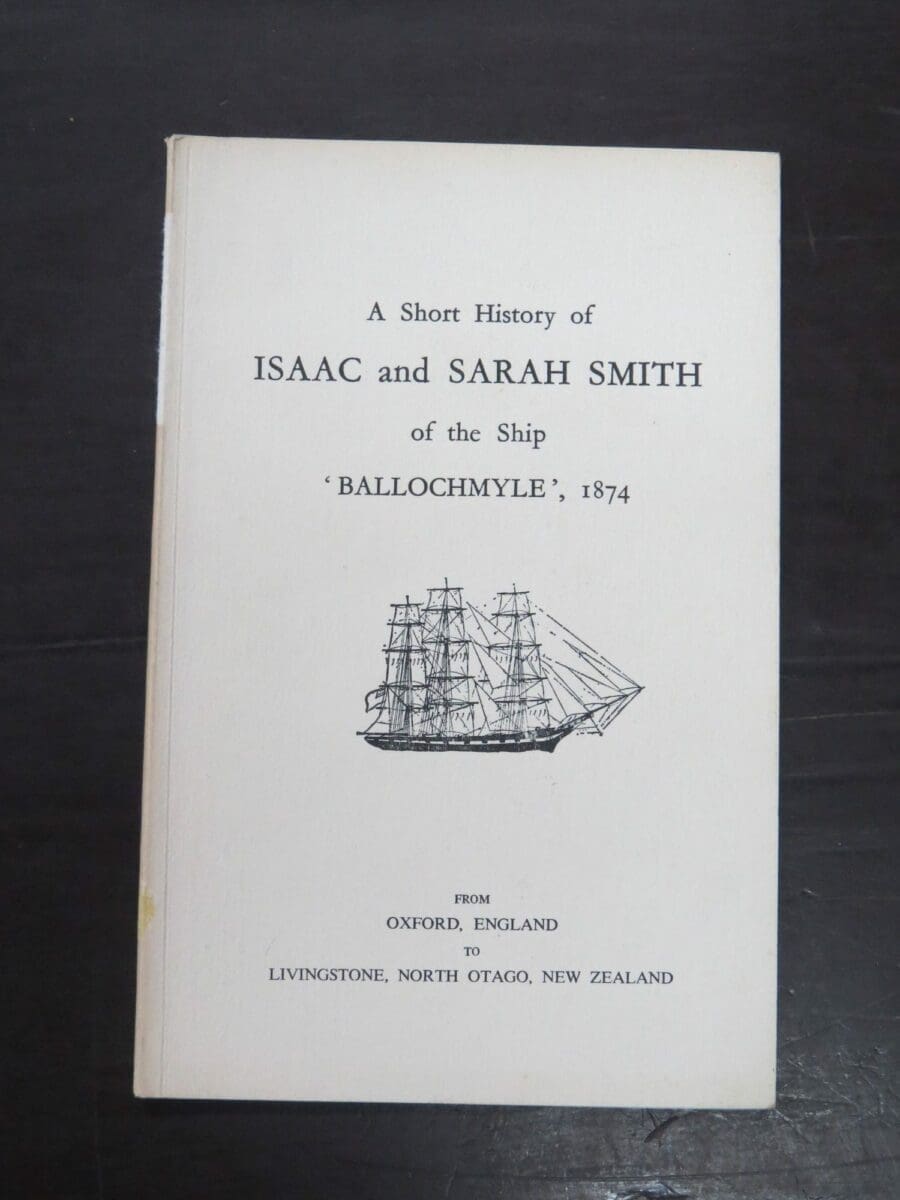 A Short History of
ISAAC and SARAH SMITH
of the Ship
‘BALLOCHMYLE’, 1874
FROM
OXFORD, ENGLAND
TO
LIVINGSTONE, NORTH OTAGO, NEW ZEALAND